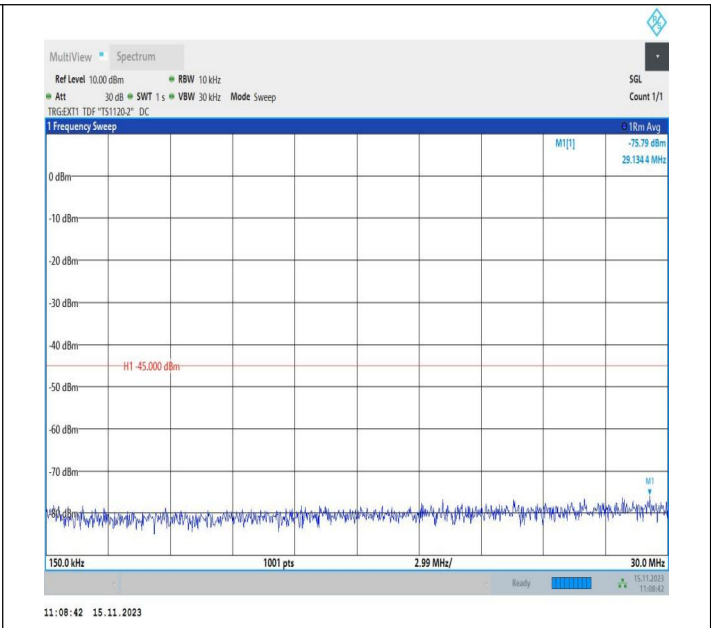 MultiView Spectrum
Ref Level 10.00 dBm RBW 10 kHz SGL
Att 30 dB SWT 1 s VBW 30 kHz Mode Sweep Count 1/1
TRG:EXT1 TDF "TS1120-2" DC
1 Frequency Sweep 1Rm Avg
M1[1] -75.79 dBm
29.134 4 MHz
0 dBm
-10 dBm
-20 dBm
-30 dBm
-40 dBm
H1 -45.000 dBm
-50 dBm
-60 dBm
-70 dBm
M1
-80 dBm
150.0 kHz 1001 pts 2.99 MHz/ 30.0 MHz
Ready 15.11.2023
11:08:42
11:08:42 15.11.2023